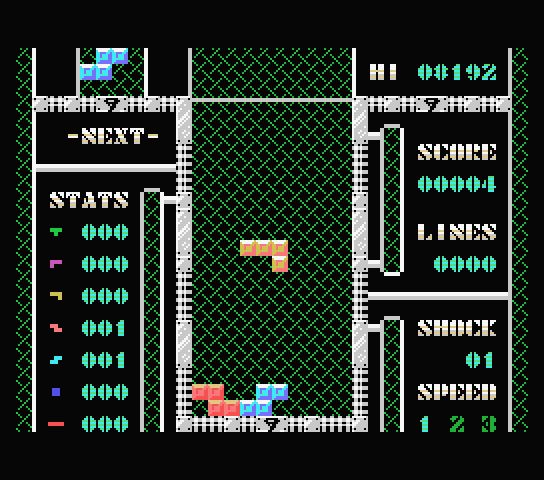 HI 00192
-NEXT-
SCORE
00004
STATS
000
LINES
000
0000
000
001
SHOCK
001
01
000
SPEED
000
1 2 3